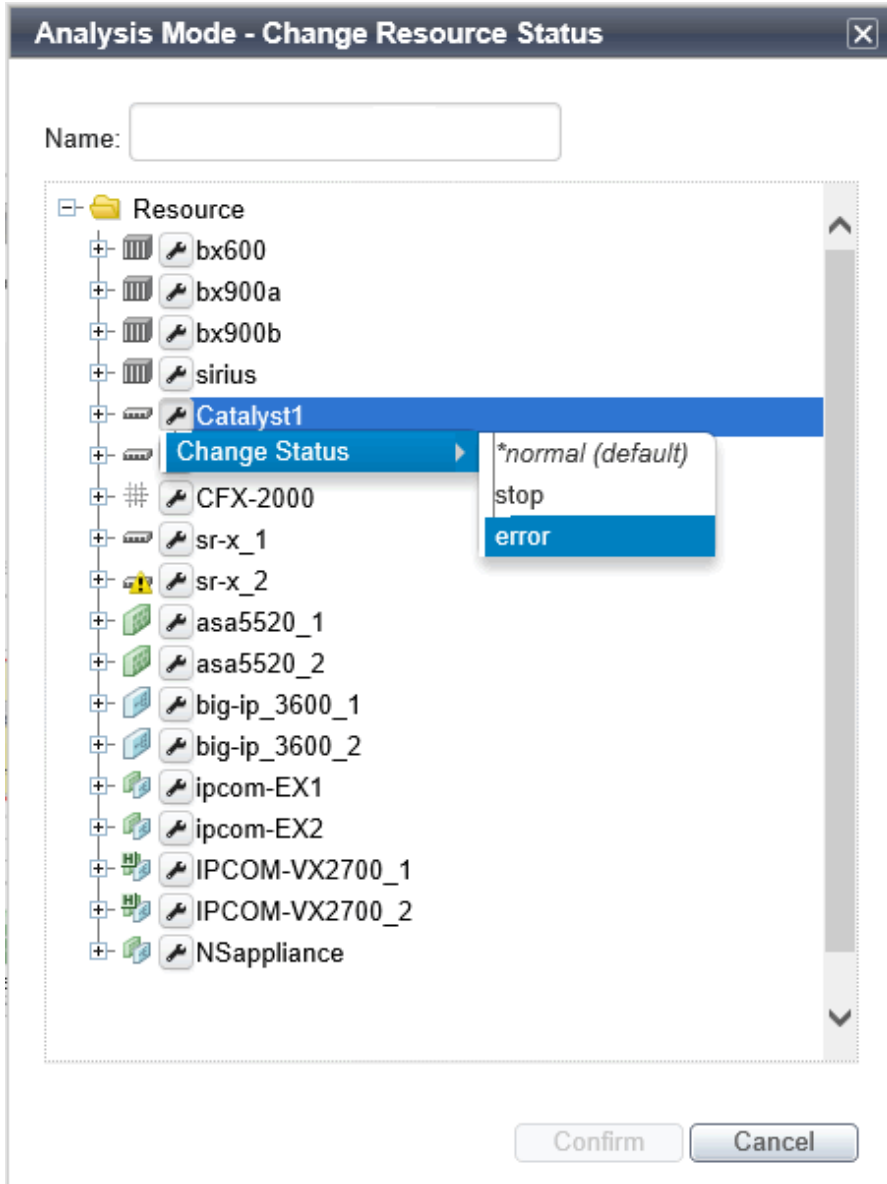 Analysis Mode - Change Resource Status
Name:
Resource
bx600
bx900a
bx900b
sirius
Catalyst1
Change Status
*normal (default)
stop
error
CFX-2000
sr-x_1
sr-x_2
asa5520_1
asa5520_2
big-ip_3600_1
big-ip_3600_2
ipcom-EX1
ipcom-EX2
IPCOM-VX2700_1
IPCOM-VX2700_2
NSappliance
Confirm Cancel